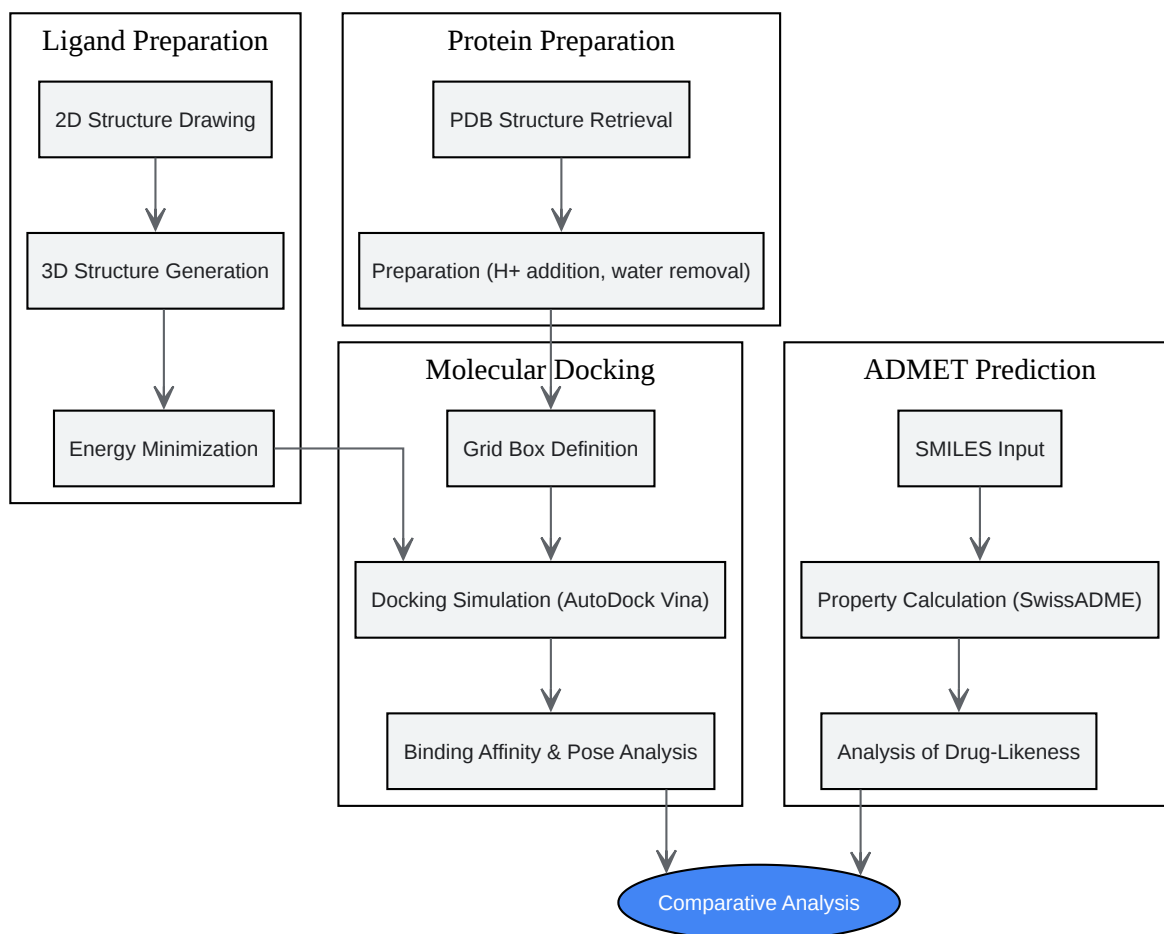 Ligand Preparation
2D Structure Drawing
3D Structure Generation
Energy Minimization
Protein Preparation
PDB Structure Retrieval
Preparation (H+ addition, water removal)
Molecular Docking
Grid Box Definition
Docking Simulation (AutoDock Vina)
Binding Affinity & Pose Analysis
ADMET Prediction
SMILES Input
Property Calculation (SwissADME)
Analysis of Drug-Likeness
Comparative Analysis